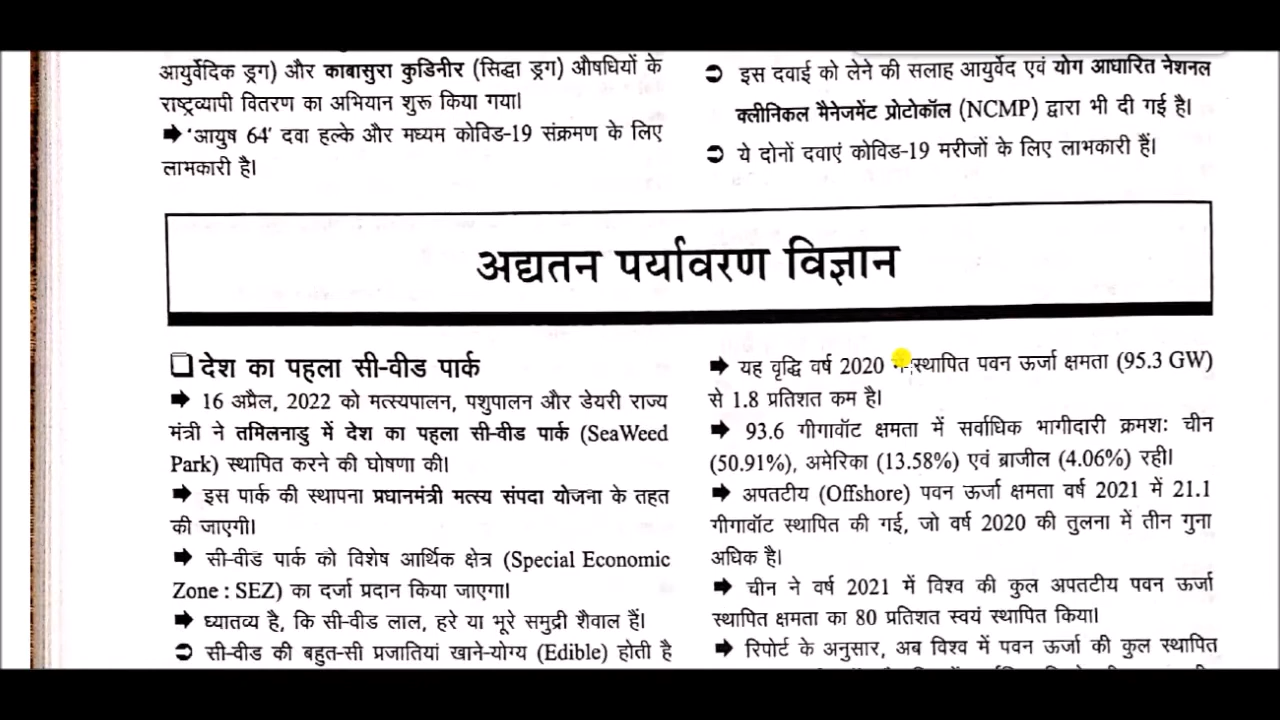 आयुर्वेदिक ड्रग) और काबासुरा कुडिनीर (सिद्धा ड्रग) औषधियों के
राष्ट्रव्यापी वितरण का अभियान शुरू किया गया।
➡ 'आयुष 64' दवा हल्के और मध्यम कोविड-19 संक्रमण के लिए
लाभकारी है।
➲ इस दवाई को लेने की सलाह आयुर्वेद एवं योग आधारित नेशनल
क्लीनिकल मैनेजमेंट प्रोटोकॉल (NCMP) द्वारा भी दी गई है।
➲ ये दोनों दवाएं कोविड-19 मरीजों के लिए लाभकारी हैं।
अद्यतन पर्यावरण विज्ञान
❑ देश का पहला सी-वीड पार्क
➡ 16 अप्रैल, 2022 को मत्स्यपालन, पशुपालन और डेयरी राज्य
मंत्री ने तमिलनाडु में देश का पहला सी-वीड पार्क (SeaWeed
Park) स्थापित करने की घोषणा की।
➡ इस पार्क की स्थापना प्रधानमंत्री मत्स्य संपदा योजना के तहत
की जाएगी।
➡ सी-वीड पार्क को विशेष आर्थिक क्षेत्र (Special Economic
Zone : SEZ) का दर्जा प्रदान किया जाएगा।
➡ ध्यातव्य है, कि सी-वीड लाल, हरे या भूरे समुद्री शैवाल हैं।
➲ सी-वीड की बहुत-सी प्रजातियां खाने-योग्य (Edible) होती है
➡ यह वृद्धि वर्ष 2020 में स्थापित पवन ऊर्जा क्षमता (95.3 GW)
से 1.8 प्रतिशत कम है।
➡ 93.6 गीगावॉट क्षमता में सर्वाधिक भागीदारी क्रमशः चीन
(50.91%), अमेरिका (13.58%) एवं ब्राजील (4.06%) रही।
➡ अपतटीय (Offshore) पवन ऊर्जा क्षमता वर्ष 2021 में 21.1
गीगावॉट स्थापित की गई, जो वर्ष 2020 की तुलना में तीन गुना
अधिक है।
➡ चीन ने वर्ष 2021 में विश्व की कुल अपतटीय पवन ऊर्जा
स्थापित क्षमता का 80 प्रतिशत स्वयं स्थापित किया।
➡ रिपोर्ट के अनुसार, अब विश्व में पवन ऊर्जा की कुल स्थापित